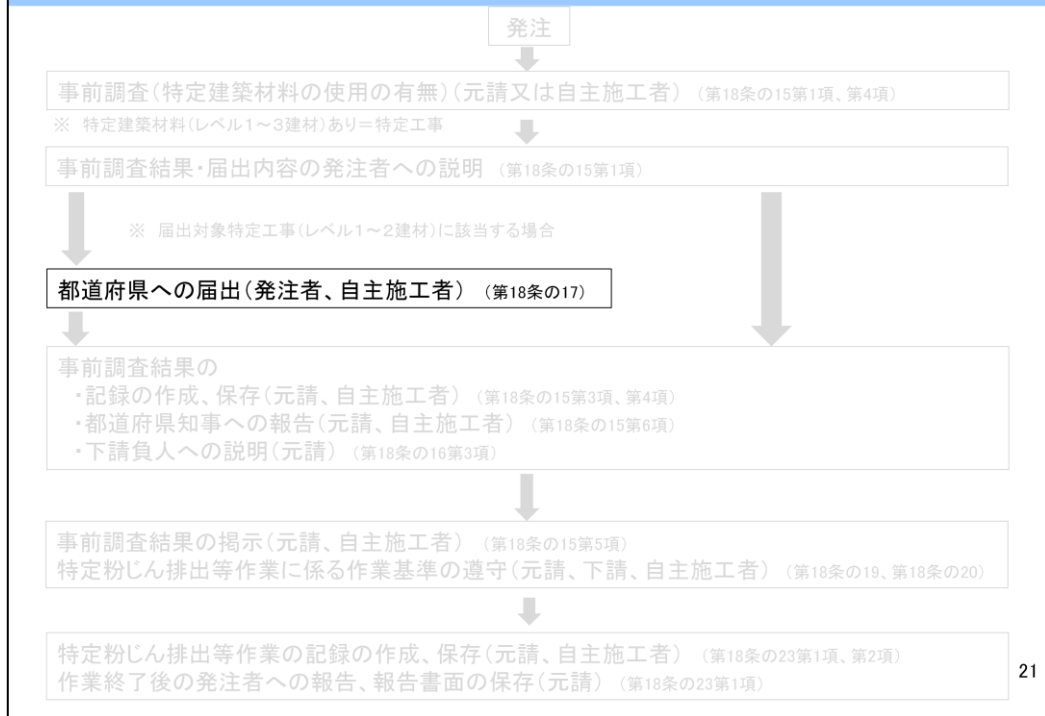 発注
事前調査(特定建築材料の使用の有無)(元請又は自主施工者) (第18条の15第1項、第4項)
※ 特定建築材料(レベル1~3建材)あり=特定工事
事前調査結果・届出内容の発注者への説明 (第18条の15第1項)
※ 届出対象特定工事(レベル1~2建材)に該当する場合
都道府県への届出(発注者、自主施工者) (第18条の17)
事前調査結果の
・記録の作成、保存(元請、自主施工者) (第18条の15第3項、第4項)
・都道府県知事への報告(元請、自主施工者) (第18条の15第6項)
・下請負人への説明(元請) (第18条の16第3項)
事前調査結果の掲示(元請、自主施工者) (第18条の15第5項)
特定粉じん排出等作業に係る作業基準の遵守(元請、下請、自主施工者) (第18条の19、第18条の20)
特定粉じん排出等作業の記録の作成、保存(元請、自主施工者) (第18条の23第1項、第2項)
作業終了後の発注者への報告、報告書面の保存(元請) (第18条の23第1項)
21